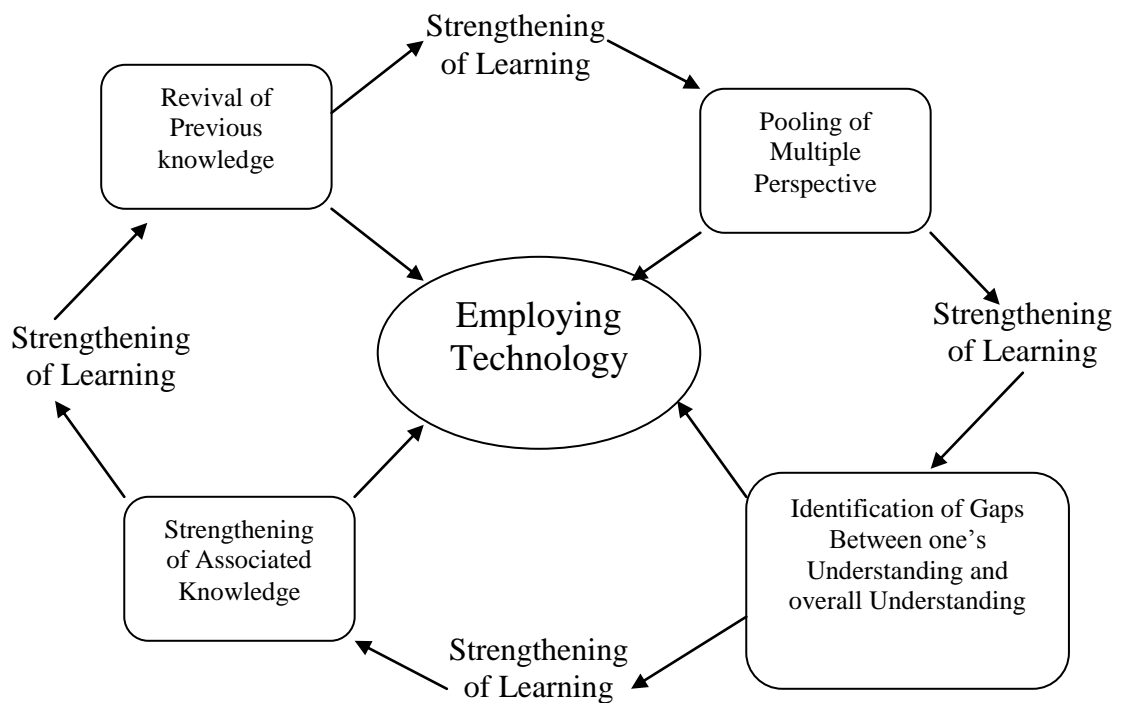 Strengthening
of Learning
Revival of
Previous
knowledge
Pooling of
Multiple
Perspective
Employing
Technology
Strengthening
of Learning
Strengthening
of Learning
Identification of Gaps
Between one’s
Understanding and
overall Understanding
Strengthening
of Associated
Knowledge
Strengthening
of Learning